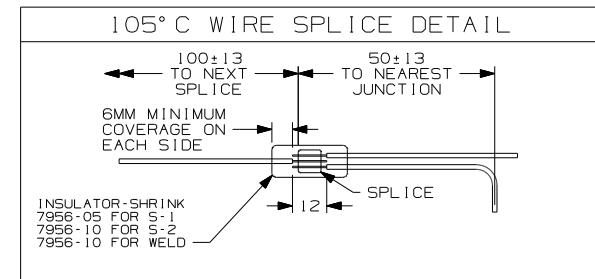 105° C WIRE SPLICE DETAIL
100±13
TO NEXT
SPLICE
50±13
TO NEAREST
JUNCTION
6MM MINIMUM
COVERAGE ON
EACH SIDE
SPLICE
12
INSULATOR-SHRINK
7956-05 FOR S-1
7956-10 FOR S-2
7956-10 FOR WELD